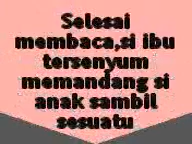 Selesai
membaca,si ibu
tersenyum
memandang si
anak sambil
sesuatu